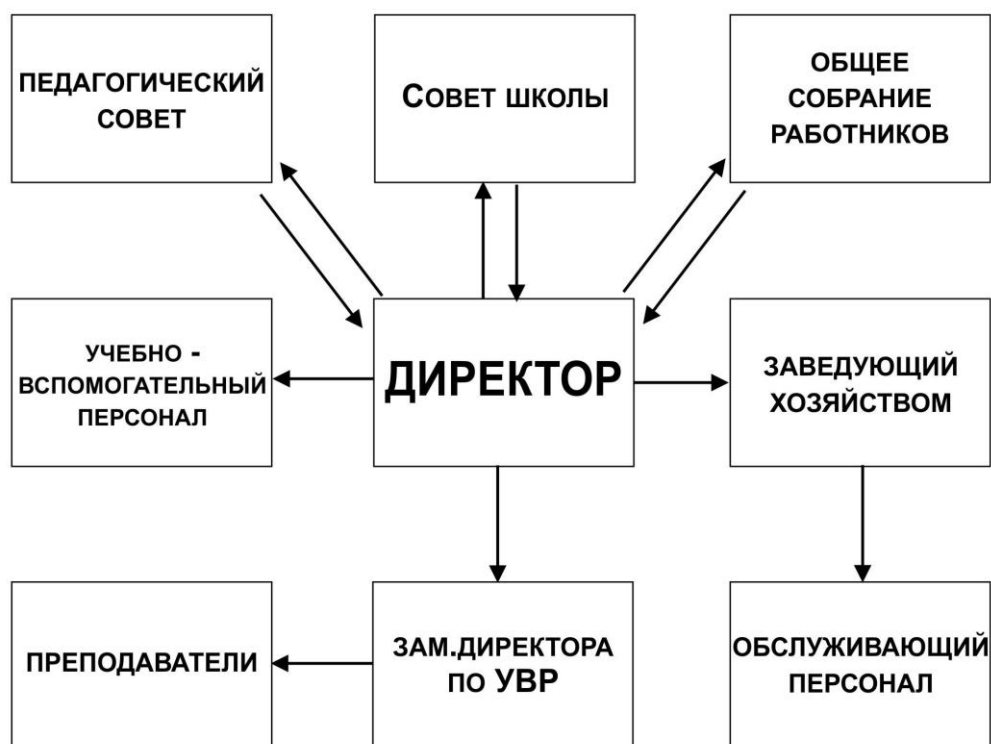 ПЕДАГОГИЧЕСКИЙ
СОВЕТ
СОВЕТ ШКОЛЫ
ОБЩЕЕ
СОБРАНИЕ
РАБОТНИКОВ
УЧЕБНО -
ВСПОМОГАТЕЛЬНЫЙ
ПЕРСОНАЛ
ДИРЕКТОР
ЗАВЕДУЮЩИЙ
ХОЗЯЙСТВОМ
ПРЕПОДАВАТЕЛИ
ЗАМ.ДИРЕКТОРА
ПО УВР
ОБСЛУЖИВАЮЩИЙ
ПЕРСОНАЛ